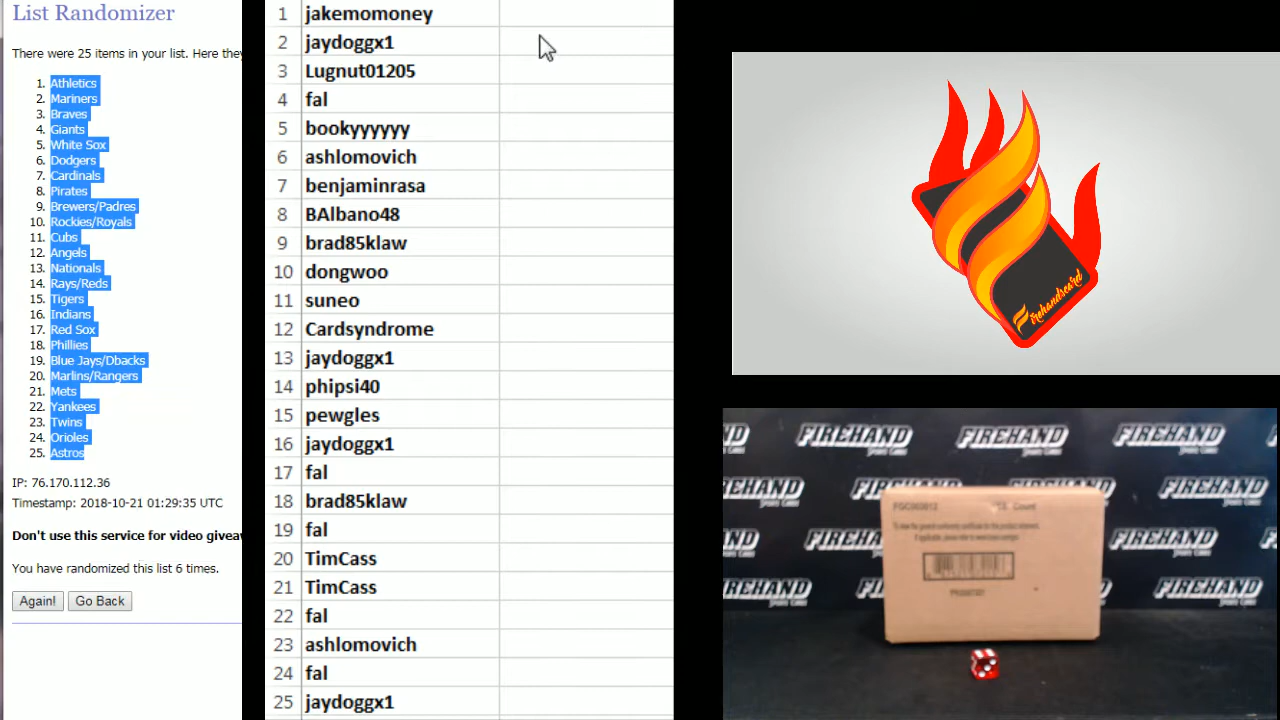 List Randomizer
There were 25 items in your list. Here they
1. Athletics
2. Mariners
3. Braves
4. Giants
5. White Sox
6. Dodgers
7. Cardinals
8. Pirates
9. Brewers/Padres
10. Rockies/Royals
11. Cubs
12. Angels
13. Nationals
14. Rays/Reds
15. Tigers
16. Indians
17. Red Sox
18. Phillies
19. Blue Jays/Dbacks
20. Marlins/Rangers
21. Mets
22. Yankees
23. Twins
24. Orioles
25. Astros
IP: 76.170.112.36
Timestamp: 2018-10-21 01:29:35 UTC
Don't use this service for video giveaw
You have randomized this list 6 times.
Again! Go Back
1 jakemomoney
2 jaydoggx1
3 Lugnut01205
4 fal
5 bookyyyyyy
6 ashlomovich
7 benjaminrasa
8 BAlbano48
9 brad85klaw
10 dongwoo
11 suneo
12 Cardsyndrome
13 jaydoggx1
14 phipsi40
15 pewgles
16 jaydoggx1
17 fal
18 brad85klaw
19 fal
20 TimCass
21 TimCass
22 fal
23 ashlomovich
24 fal
25 jaydoggx1
Firehandscard
FIREHAND
FIREHAND
FIREHAND
FIREHAND
FIREHAND
Count